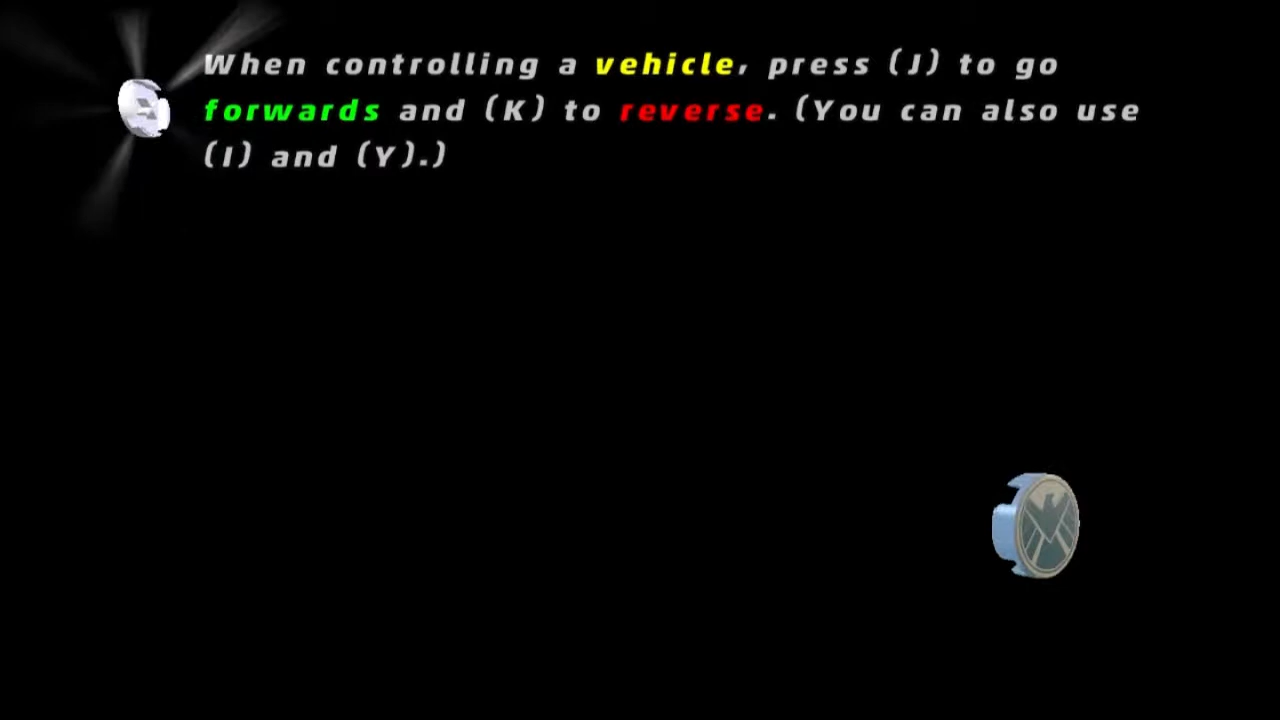 When controlling a vehicle, press (J) to go
forwards and (K) to reverse. (You can also use
(I) and (Y).)